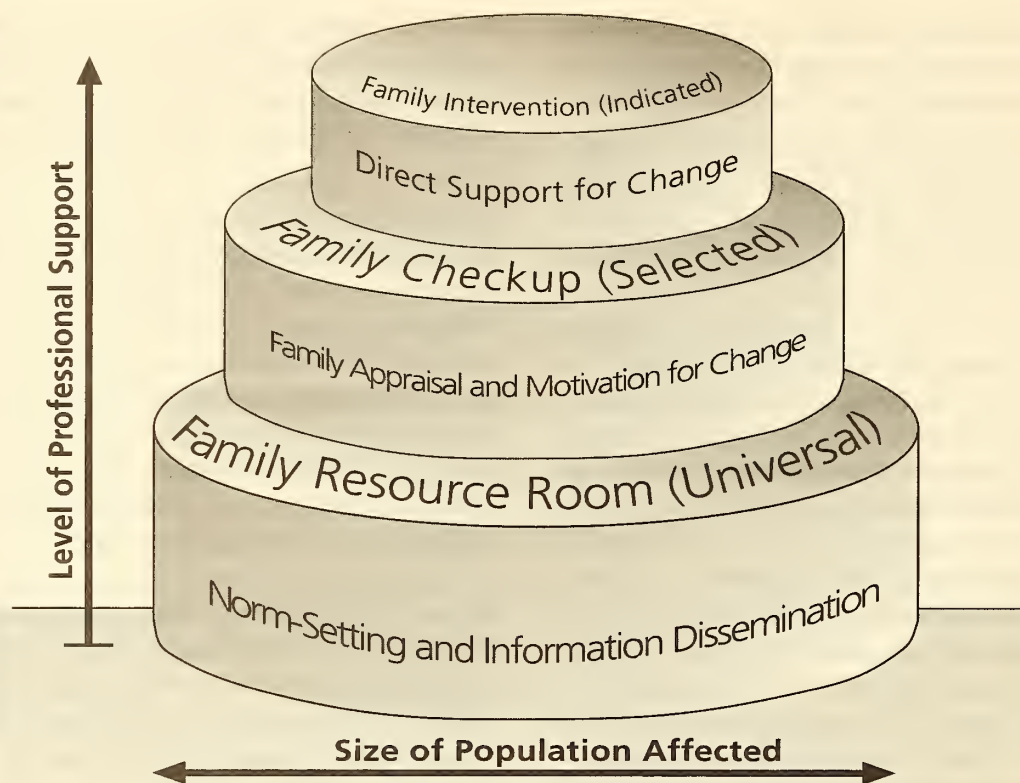 Family Intervention (Indicated)
Direct Support for Change
Family Checkup (Selected)
Family Appraisal and Motivation for Change
Family Resource Room (Universal)
Norm-Setting and Information Dissemination
Level of Professional Support
Size of Population Affected